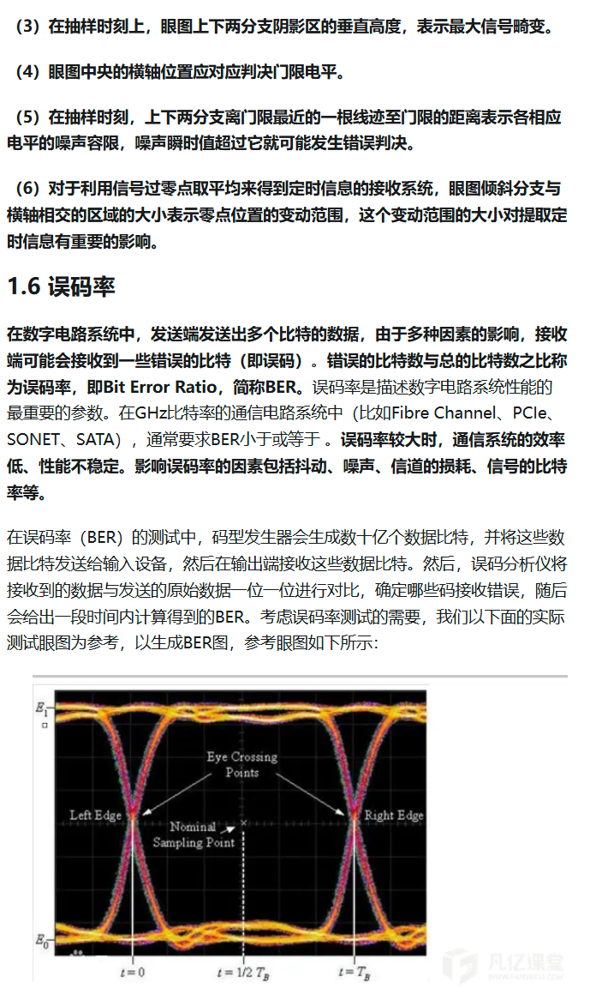 （3）在抽样时刻上，眼图上下两分支阴影区的垂直高度，表示最大信号畸变。
（4）眼图中央的横轴位置应对应判决门限电平。
（5）在抽样时刻，上下两分支离门限最近的一根线迹至门限的距离表示各相应
电平的噪声容限，噪声瞬时值超过它就可能发生错误判决。
（6）对于利用信号过零点取平均来得到定时信息的接收系统，眼图倾斜分支与
横轴相交的区域的大小表示零点位置的变动范围，这个变动范围的大小对提取定
时信息有重要的影响。
1.6 误码率
在数字电路系统中，发送端发送出多个比特的数据，由于多种因素的影响，接收
端可能会接收到一些错误的比特（即误码）。错误的比特数与总的比特数之比称
为误码率，即Bit Error Ratio，简称BER。误码率是描述数字电路系统性能的
最重要的参数。在GHz比特率的通信电路系统中（比如Fibre Channel、PCIe、
SONET、SATA），通常要求BER小于或等于 。误码率较大时，通信系统的效率
低、性能不稳定。影响误码率的因素包括抖动、噪声、信道的损耗、信号的比特
率等。
在误码率（BER）的测试中，码型发生器会生成数十亿个数据比特，并将这些数
据比特发送给输入设备，然后在输出端接收这些数据比特。然后，误码分析仪将
接收到的数据与发送的原始数据一位一位进行对比，确定哪些码接收错误，随后
会给出一段时间内计算得到的BER。考虑误码率测试的需要，我们以下面的实际
测试眼图为参考，以生成BER图，参考眼图如下所示：
E1
Eye Crossing
Points
Left Edge
Right Edge
Nominal
Sampling Point
E0
t = 0
t = 1/2 TB
t = TB
凡亿课堂